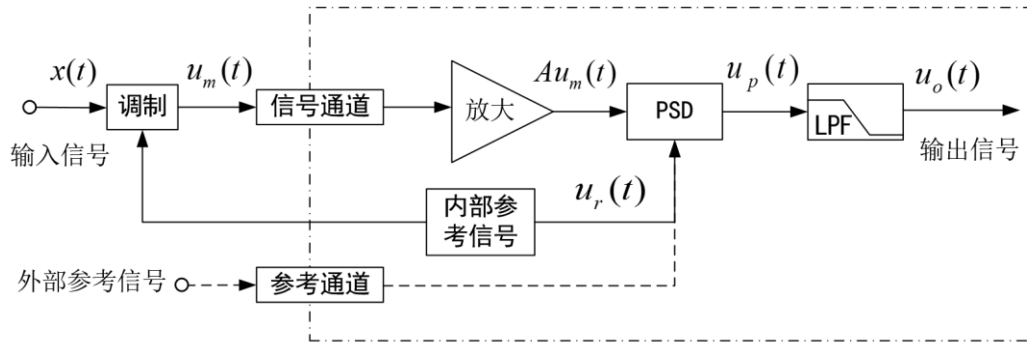 x(t)
调制
u_m(t)
信号通道
放大
Au_m(t)
PSD
u_p(t)
LPF
u_o(t)
输入信号
输出信号
内部参
考信号
u_r(t)
外部参考信号
参考通道